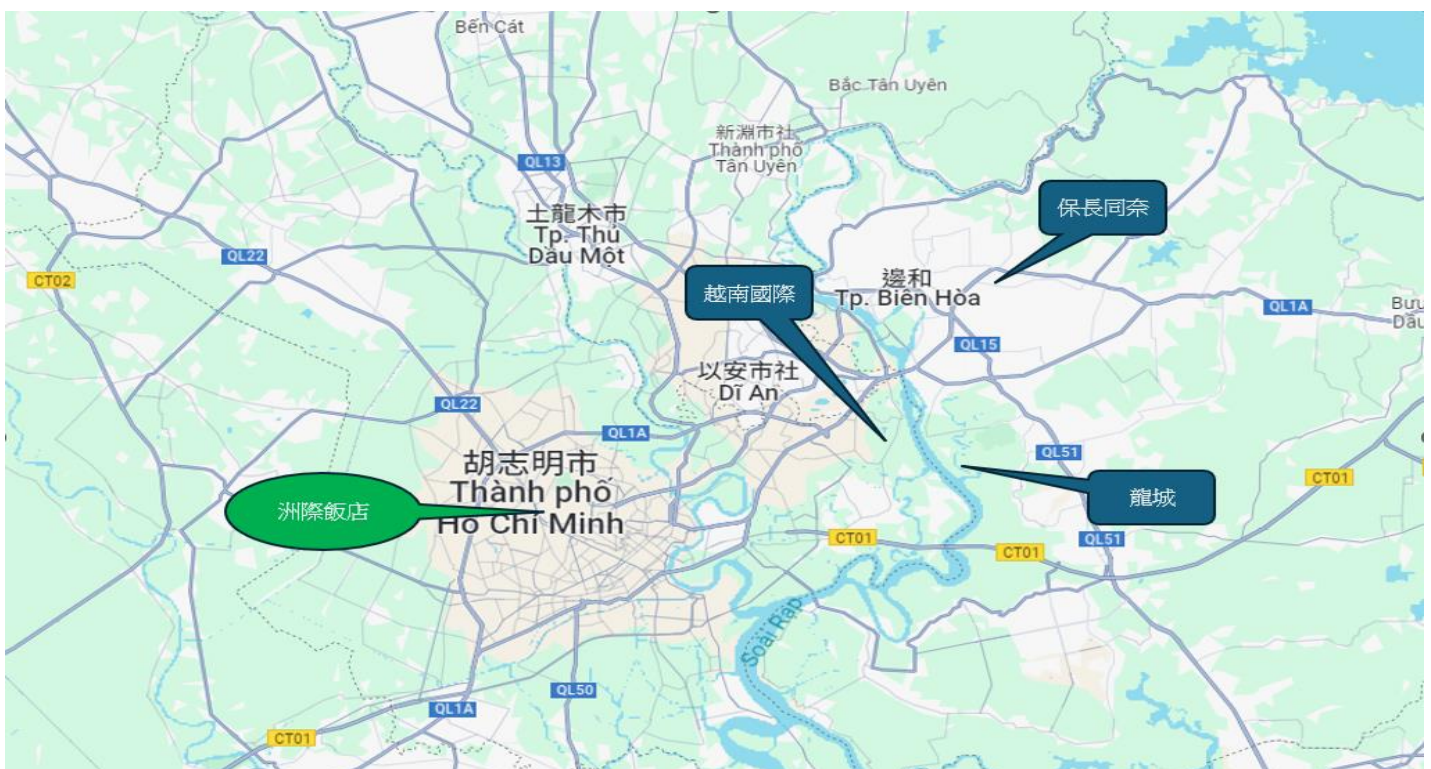 Bến Cát
Bắc Tân Uyên
新淵市社
Thành phố
Tân Uyên
QL13
保長同奈
土龍木市
Tp. Thủ
Dầu Một
QL22
CT02
越南國際
邊和
Tp. Biên Hòa
QL1A
QL15
以安市社
Dĩ An
QL22
QL1A
QL51
胡志明市
Thành phố
Hồ Chí Minh
洲際飯店
CT01
龍城
CT01
CT01
QL51
Soài Rạp
QL50
QL1A
CT01